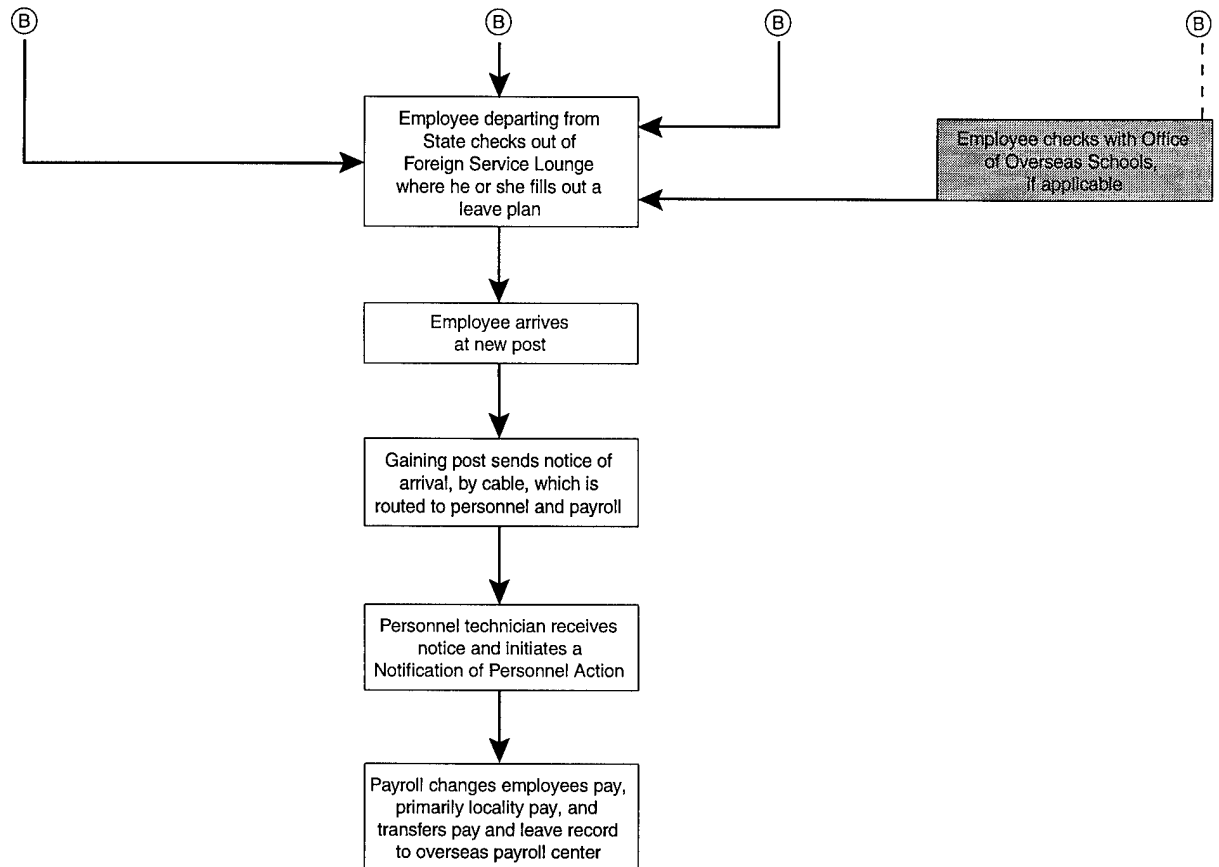 B
B
B
B
Employee departing from
State checks out of
Foreign Service Lounge
where he or she fills out a
leave plan
Employee checks with Office
of Overseas Schools,
if applicable
Employee arrives
at new post
Gaining post sends notice of
arrival, by cable, which is
routed to personnel and payroll
Personnel technician receives
notice and initiates a
Notification of Personnel Action
Payroll changes employees pay,
primarily locality pay, and
transfers pay and leave record
to overseas payroll center